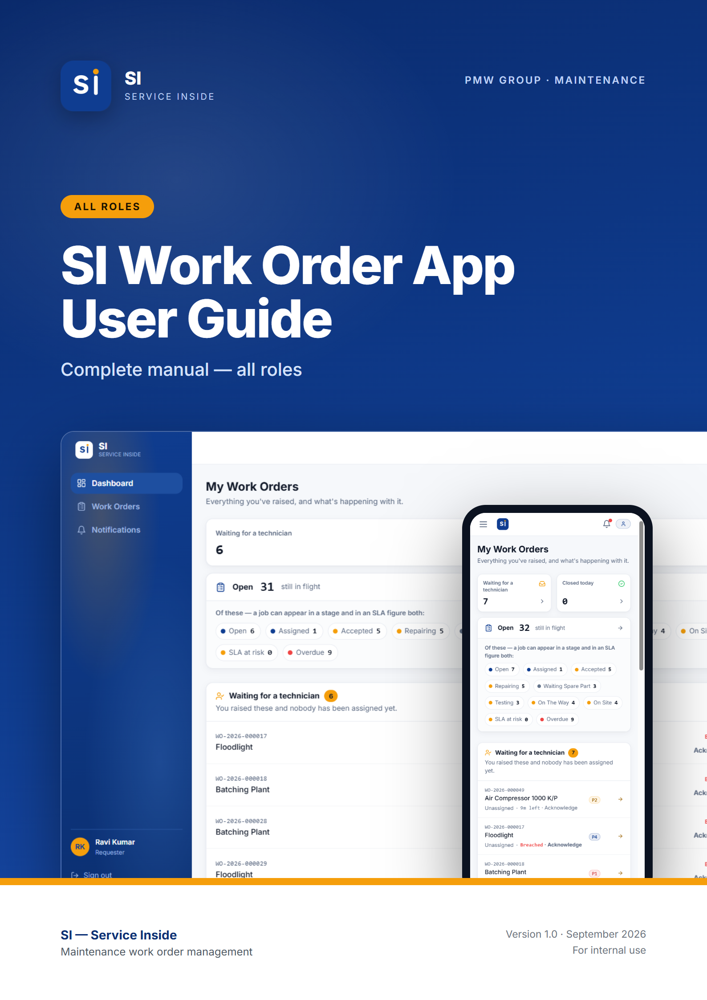 si
SI
SERVICE INSIDE
PMW GROUP · MAINTENANCE
ALL ROLES
SI Work Order App
User Guide
Complete manual — all roles
si
SI
SERVICE INSIDE
Dashboard
Work Orders
Notifications
RK
Ravi Kumar
Requester
Sign out
My Work Orders
Everything you've raised, and what's happening with it.
Waiting for a technician
6
Open 31 still in flight
Of these — a job can appear in a stage and in an SLA figure both:
Open 6 Assigned 1 Accepted 5 Repairing 5 4 On
SLA at risk 0 Overdue 9
Waiting for a technician 6
You raised these and nobody has been assigned yet.
WO-2026-000017
Floodlight
WO-2026-000018
Batching Plant
WO-2026-000028
Batching Plant
WO-2026-000029
Floodlight
si
My Work Orders
Everything you've raised, and what's happening with it.
Waiting for a
technician
7
Closed today
0
Open 32 still in flight
Of these — a job can appear in a stage and in an SLA
figure both:
Open 7 Assigned 1 Accepted 5
Repairing 5 Waiting Spare Part 3
Testing 3 On The Way 4 On Site 4
SLA at risk 0 Overdue 9
Waiting for a technician 7
You raised these and nobody has been assigned
yet.
WO-2026-000049
Air Compressor 1000 K/P
P2
Unassigned · 9m left · Acknowledge
WO-2026-000017
Floodlight
P4
Unassigned · Breached · Acknowledge
WO-2026-000018
Batching Plant
P1
SI — Service Inside
Maintenance work order management
Version 1.0 · September 2026
For internal use